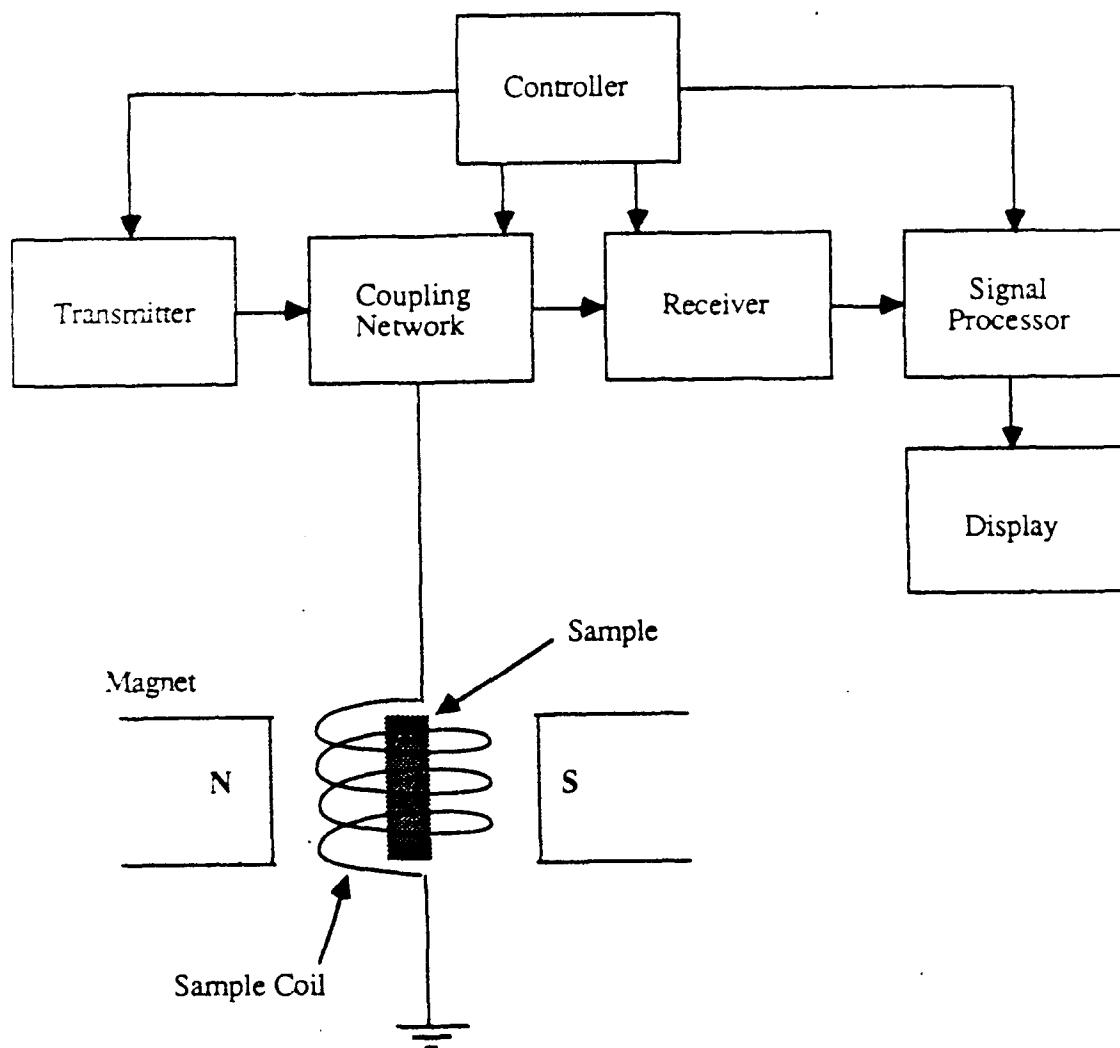 Controller
Transmitter
Coupling
Network
Receiver
Signal
Processor
Display
Sample
Magnet
N
S
Sample Coil